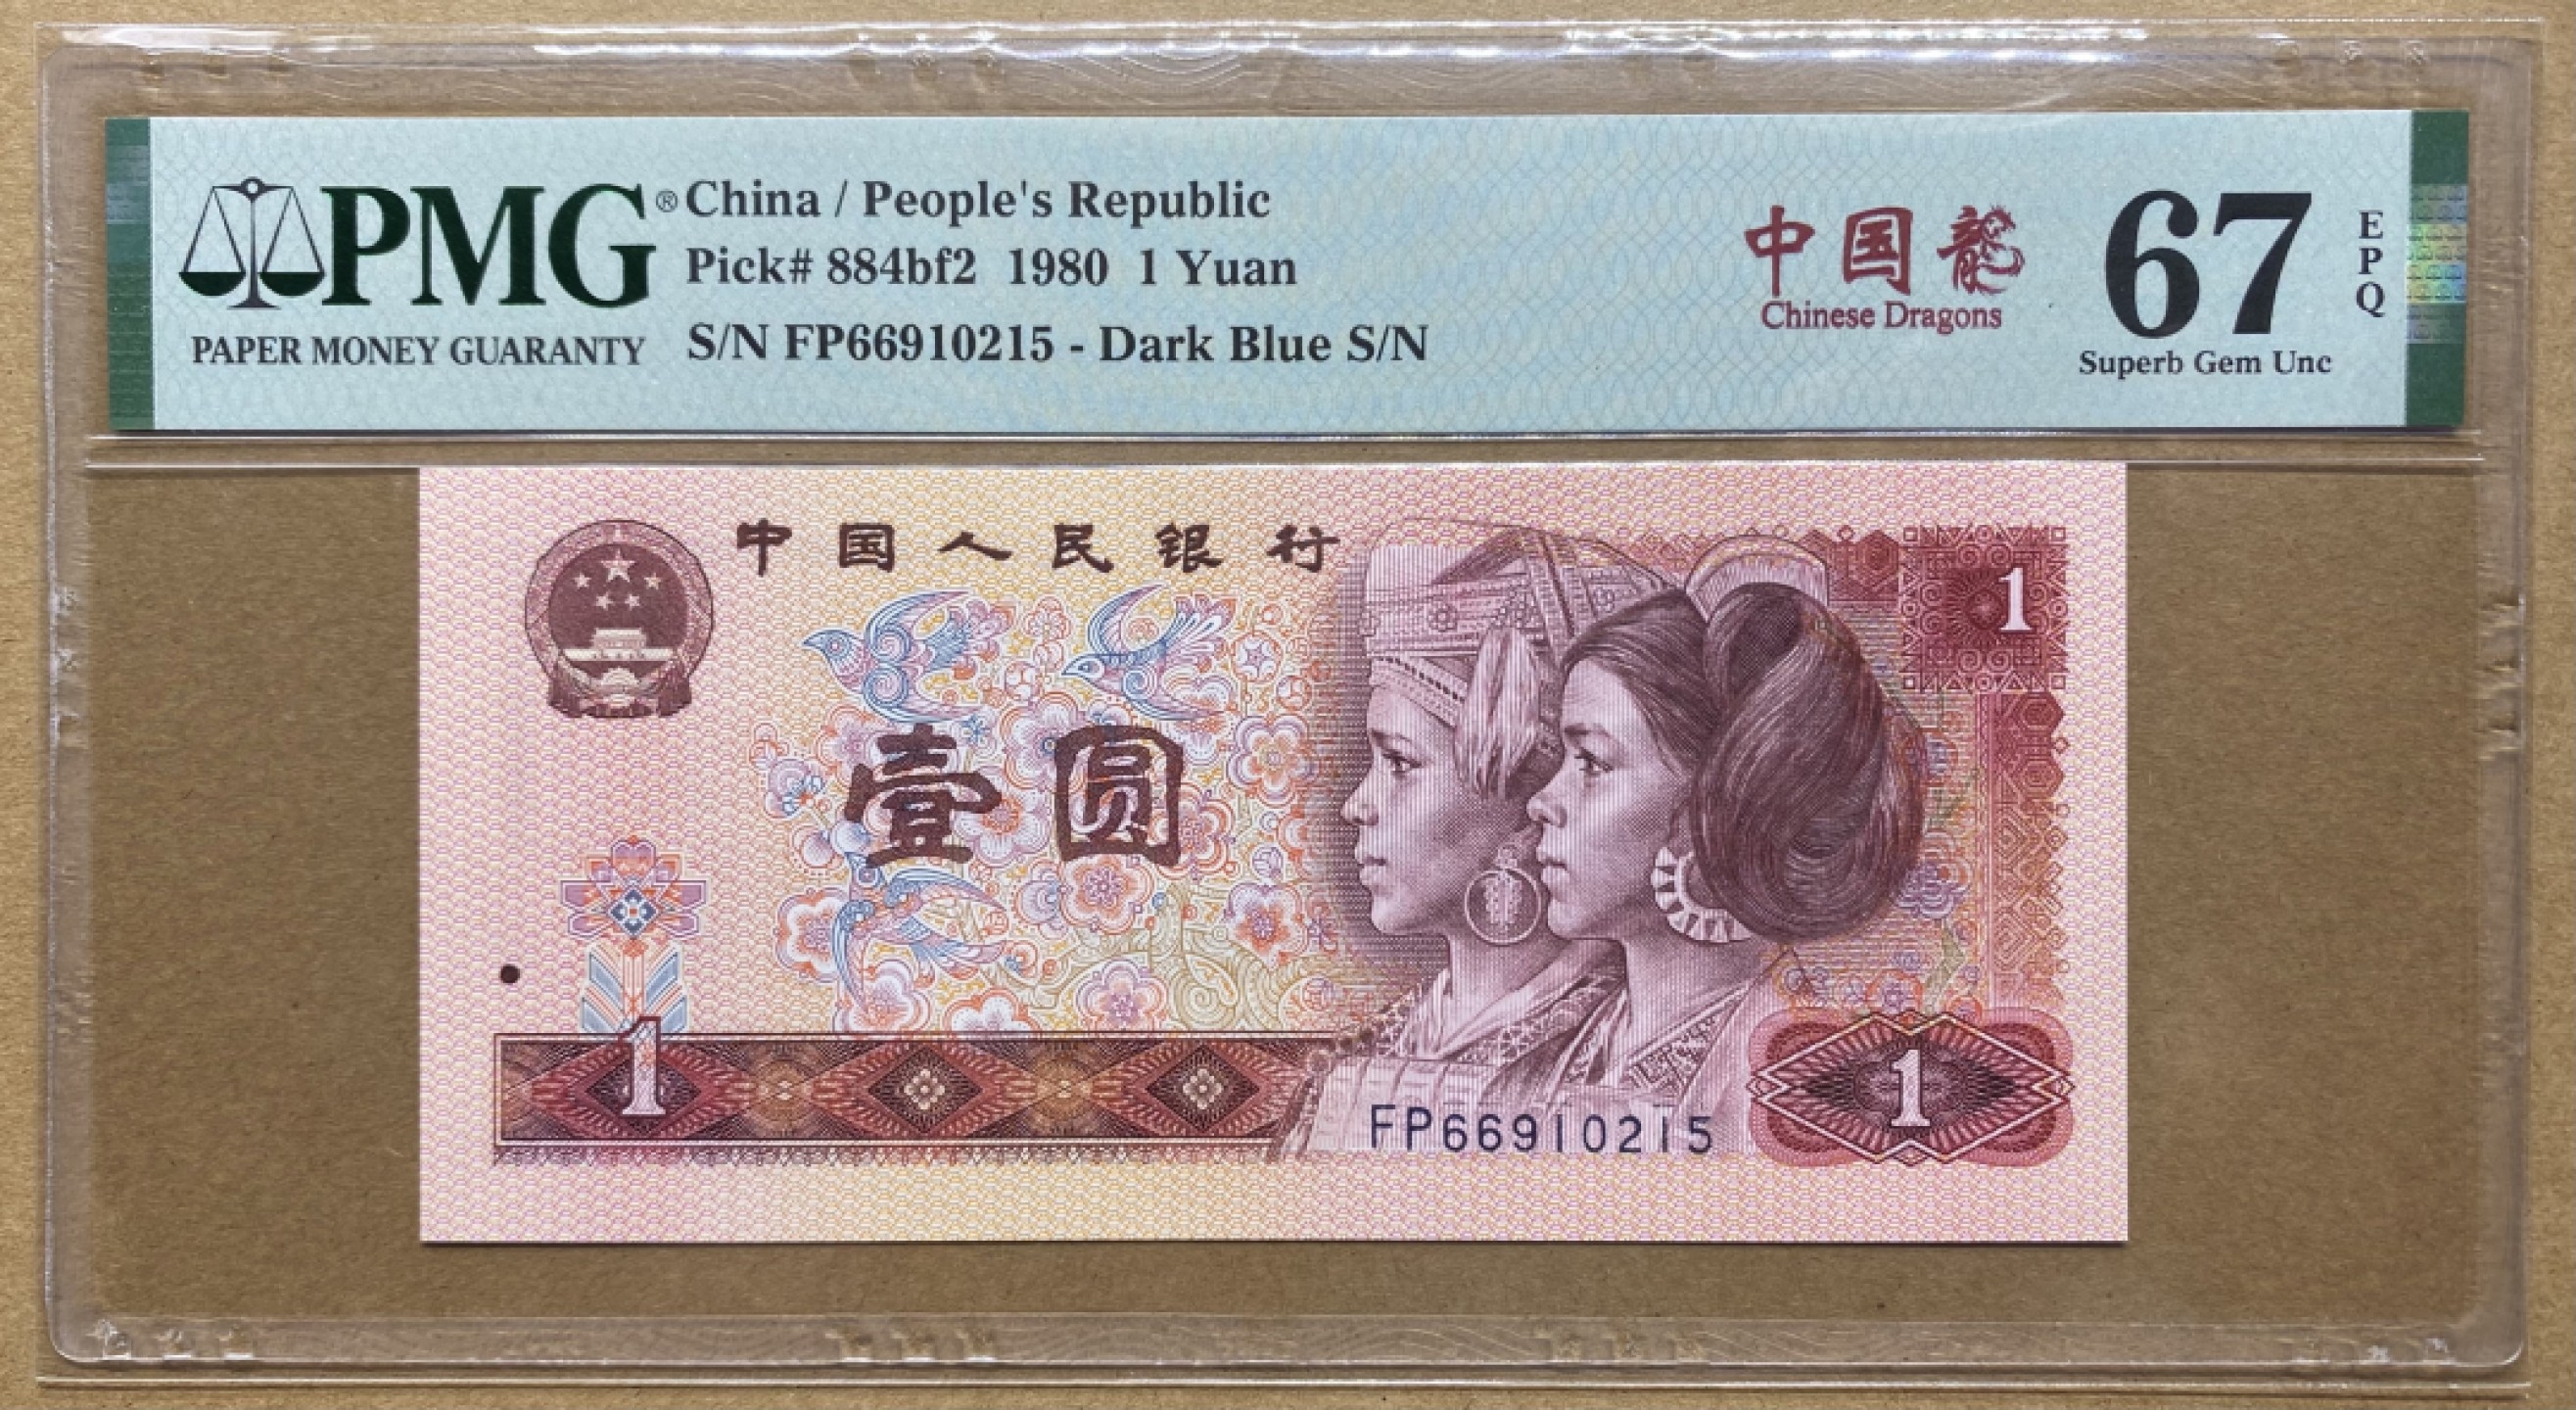 PMG®
PAPER MONEY GUARANTY
China / People's Republic
Pick# 884bf2 1980 1 Yuan
S/N FP66910215 - Dark Blue S/N
中国龍
Chinese Dragons
67
EPQ
Superb Gem Unc
中国人民银行
1
壹圆
1
1
FP66910215